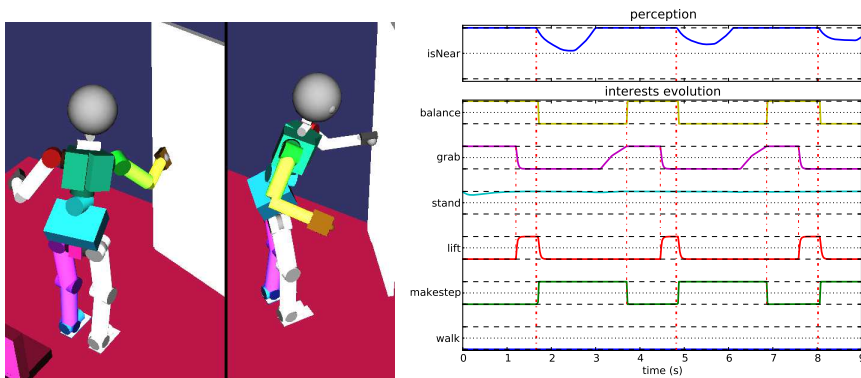 perception
isNear
interests evolution
balance
grab
stand
lift
makestep
walk
0 1 2 3 4 5 6 7 8 9
time (s)